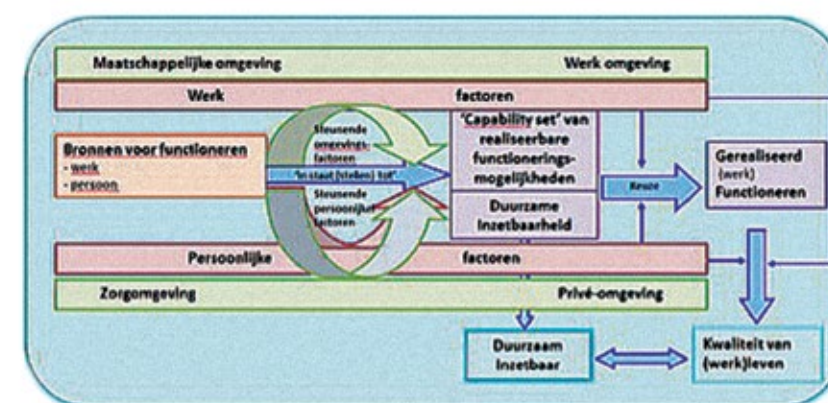 Maatschappelijke omgeving Werk omgeving
Werk factoren
Bronnen voor functioneren
- werk
- persoon
Steunende
omgevings-
factoren
'in staat (stellen) tot'
Steunende
persoonlijke
factoren
'Capability set' van
realiseerbare
functionerings-
mogelijkheden
Duurzame
Inzetbaarheid
Keuze
Gerealiseerd
(werk)
Functioneren
Persoonlijke factoren
Zorgomgeving Privé-omgeving
Duurzaam
Inzetbaar
Kwaliteit van
(werk)leven